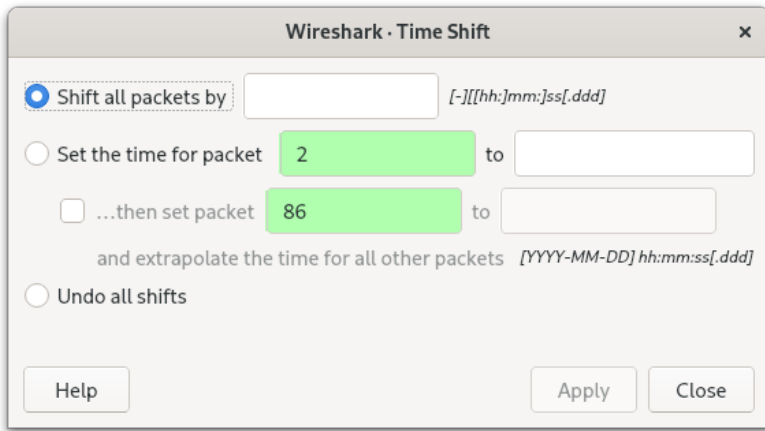 Wireshark · Time Shift ×
Shift all packets by [-][[hh:]mm:]ss[.ddd]
Set the time for packet 2 to
...then set packet 86 to
and extrapolate the time for all other packets [YYYY-MM-DD] hh:mm:ss[.ddd]
Undo all shifts
Help Apply Close